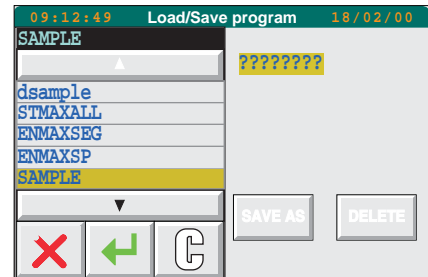 09:12:49 Load/Save program 18/02/00
SAMPLE
????????
dsample
STMAXALL
ENMAXSEG
ENMAXSP
SAMPLE
SAVE AS DELETE
C